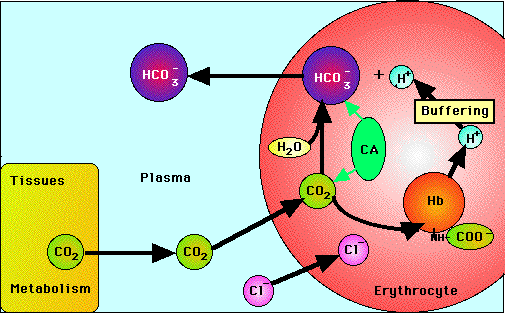 HCO3-
HCO3-
+
H+
Buffering
H2O
CA
H+
Tissues
Plasma
CO2
Hb
NH-
COO-
CO2
CO2
Cl-
Metabolism
Cl-
Erythrocyte